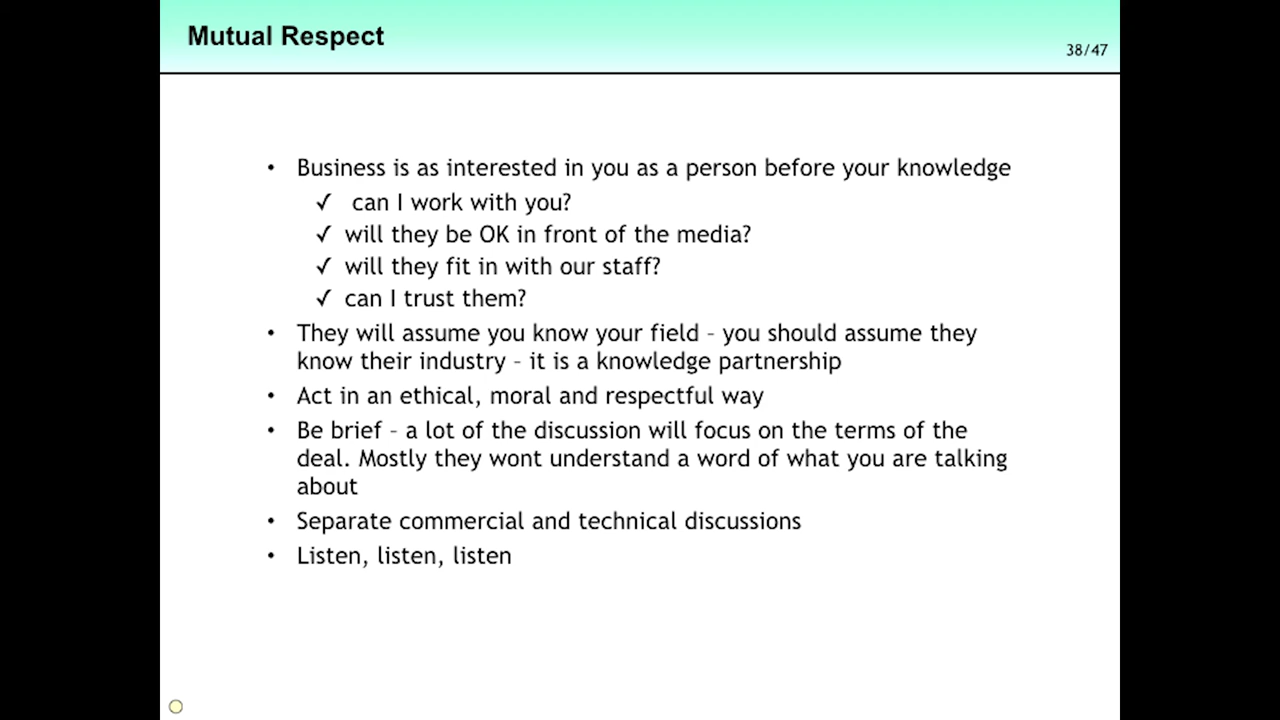 Mutual Respect
38/47
• Business is as interested in you as a person before your knowledge
✓ can I work with you?
✓ will they be OK in front of the media?
✓ will they fit in with our staff?
✓ can I trust them?
• They will assume you know your field – you should assume they
know their industry – it is a knowledge partnership
• Act in an ethical, moral and respectful way
• Be brief – a lot of the discussion will focus on the terms of the
deal. Mostly they wont understand a word of what you are talking
about
• Separate commercial and technical discussions
• Listen, listen, listen